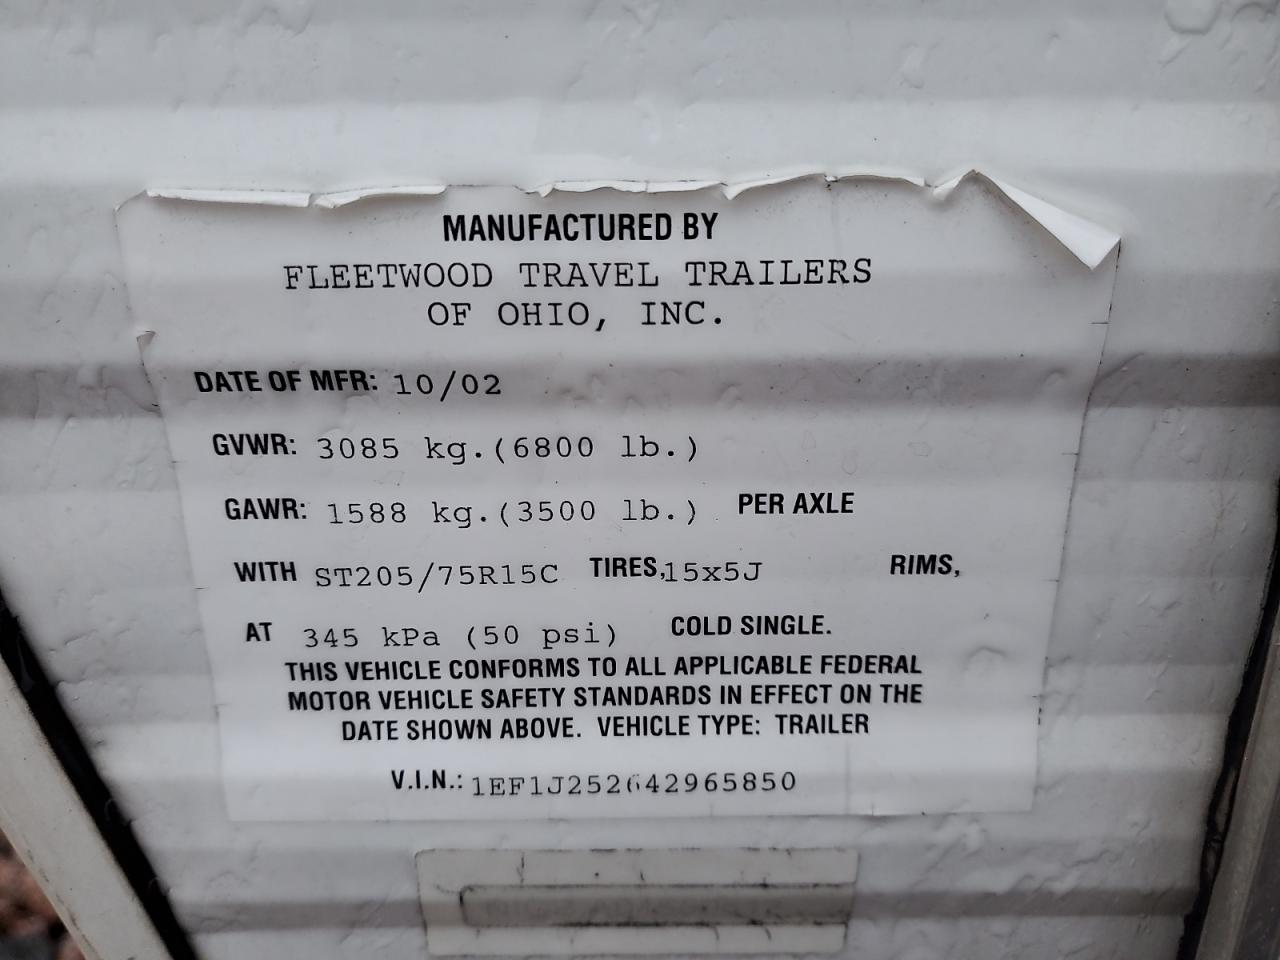 MANUFACTURED BY
FLEETWOOD TRAVEL TRAILERS
OF OHIO, INC.
DATE OF MFR: 10/02
GVWR: 3085 kg.(6800 lb.)
GAWR: 1588 kg.(3500 lb.) PER AXLE
WITH ST205/75R15C TIRES,15x5J RIMS,
AT 345 kPa (50 psi) COLD SINGLE.
THIS VEHICLE CONFORMS TO ALL APPLICABLE FEDERAL
MOTOR VEHICLE SAFETY STANDARDS IN EFFECT ON THE
DATE SHOWN ABOVE. VEHICLE TYPE: TRAILER
V.I.N.: 1EF1J252642965850